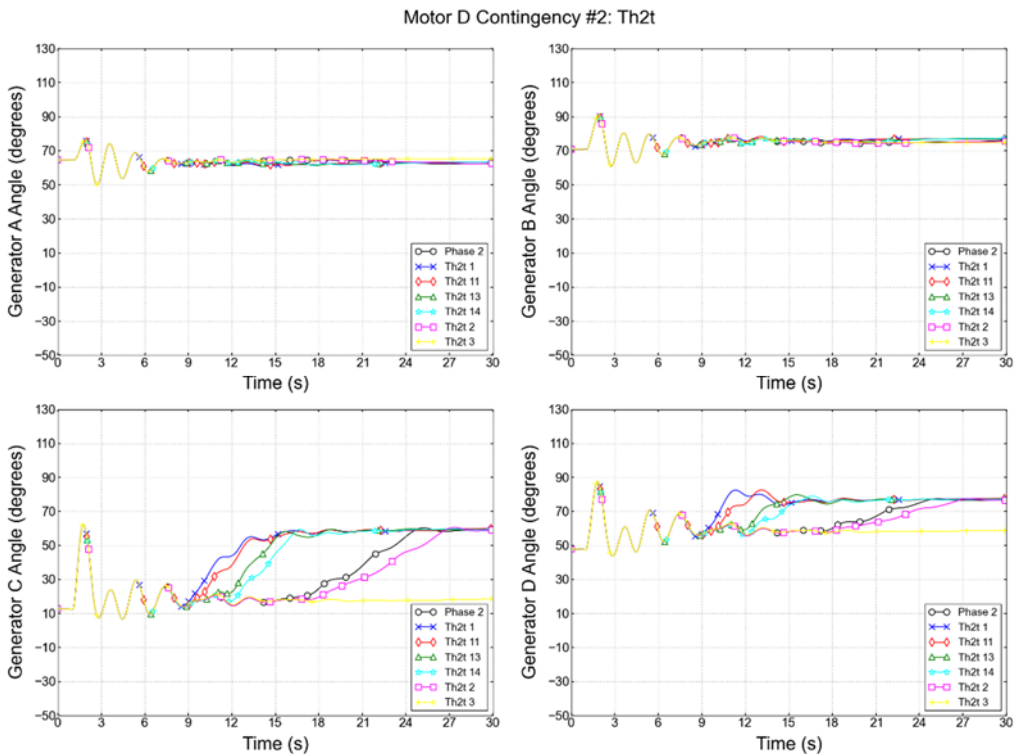 Motor D Contingency #2: Th2t
Generator A Angle (degrees)
130
110
90
70
50
30
10
−10
−30
−50
Phase 2
Th2t 1
Th2t 11
Th2t 13
Th2t 14
Th2t 2
Th2t 3
0 3 6 9 12 15 18 21 24 27 30
Time (s)
Generator B Angle (degrees)
130
110
90
70
50
30
10
−10
−30
−50
Phase 2
Th2t 1
Th2t 11
Th2t 13
Th2t 14
Th2t 2
Th2t 3
0 3 6 9 12 15 18 21 24 27 30
Time (s)
Generator C Angle (degrees)
130
110
90
70
50
30
10
−10
−30
−50
Phase 2
Th2t 1
Th2t 11
Th2t 13
Th2t 14
Th2t 2
Th2t 3
0 3 6 9 12 15 18 21 24 27 30
Time (s)
Generator D Angle (degrees)
130
110
90
70
50
30
10
−10
−30
−50
Phase 2
Th2t 1
Th2t 11
Th2t 13
Th2t 14
Th2t 2
Th2t 3
0 3 6 9 12 15 18 21 24 27 30
Time (s)